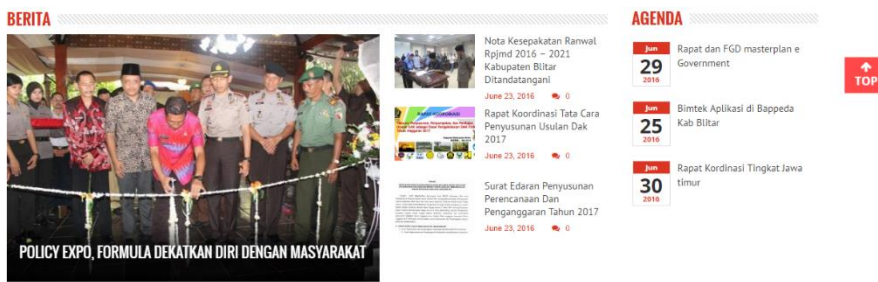 BERITA
POLICY EXPO, FORMULA DEKATKAN DIRI DENGAN MASYARAKAT
Nota Kesepakatan Ranwal
Rpjmd 2016 – 2021
Kabupaten Blitar
Ditandatangani
June 23, 2016 0
RAPAT KOORDINASI
Rapat Koordinasi Tata Cara
Penyusunan Usulan Dak
2017
June 23, 2016 0
Surat Edaran Penyusunan
Perencanaan Dan
Penganggaran Tahun 2017
June 23, 2016 0
AGENDA
Jun
29
2016
Rapat dan FGD masterplan e
Government
Jun
25
2016
Bimtek Aplikasi di Bappeda
Kab Blitar
Jun
30
2016
Rapat Kordinasi Tingkat Jawa
timur
TOP